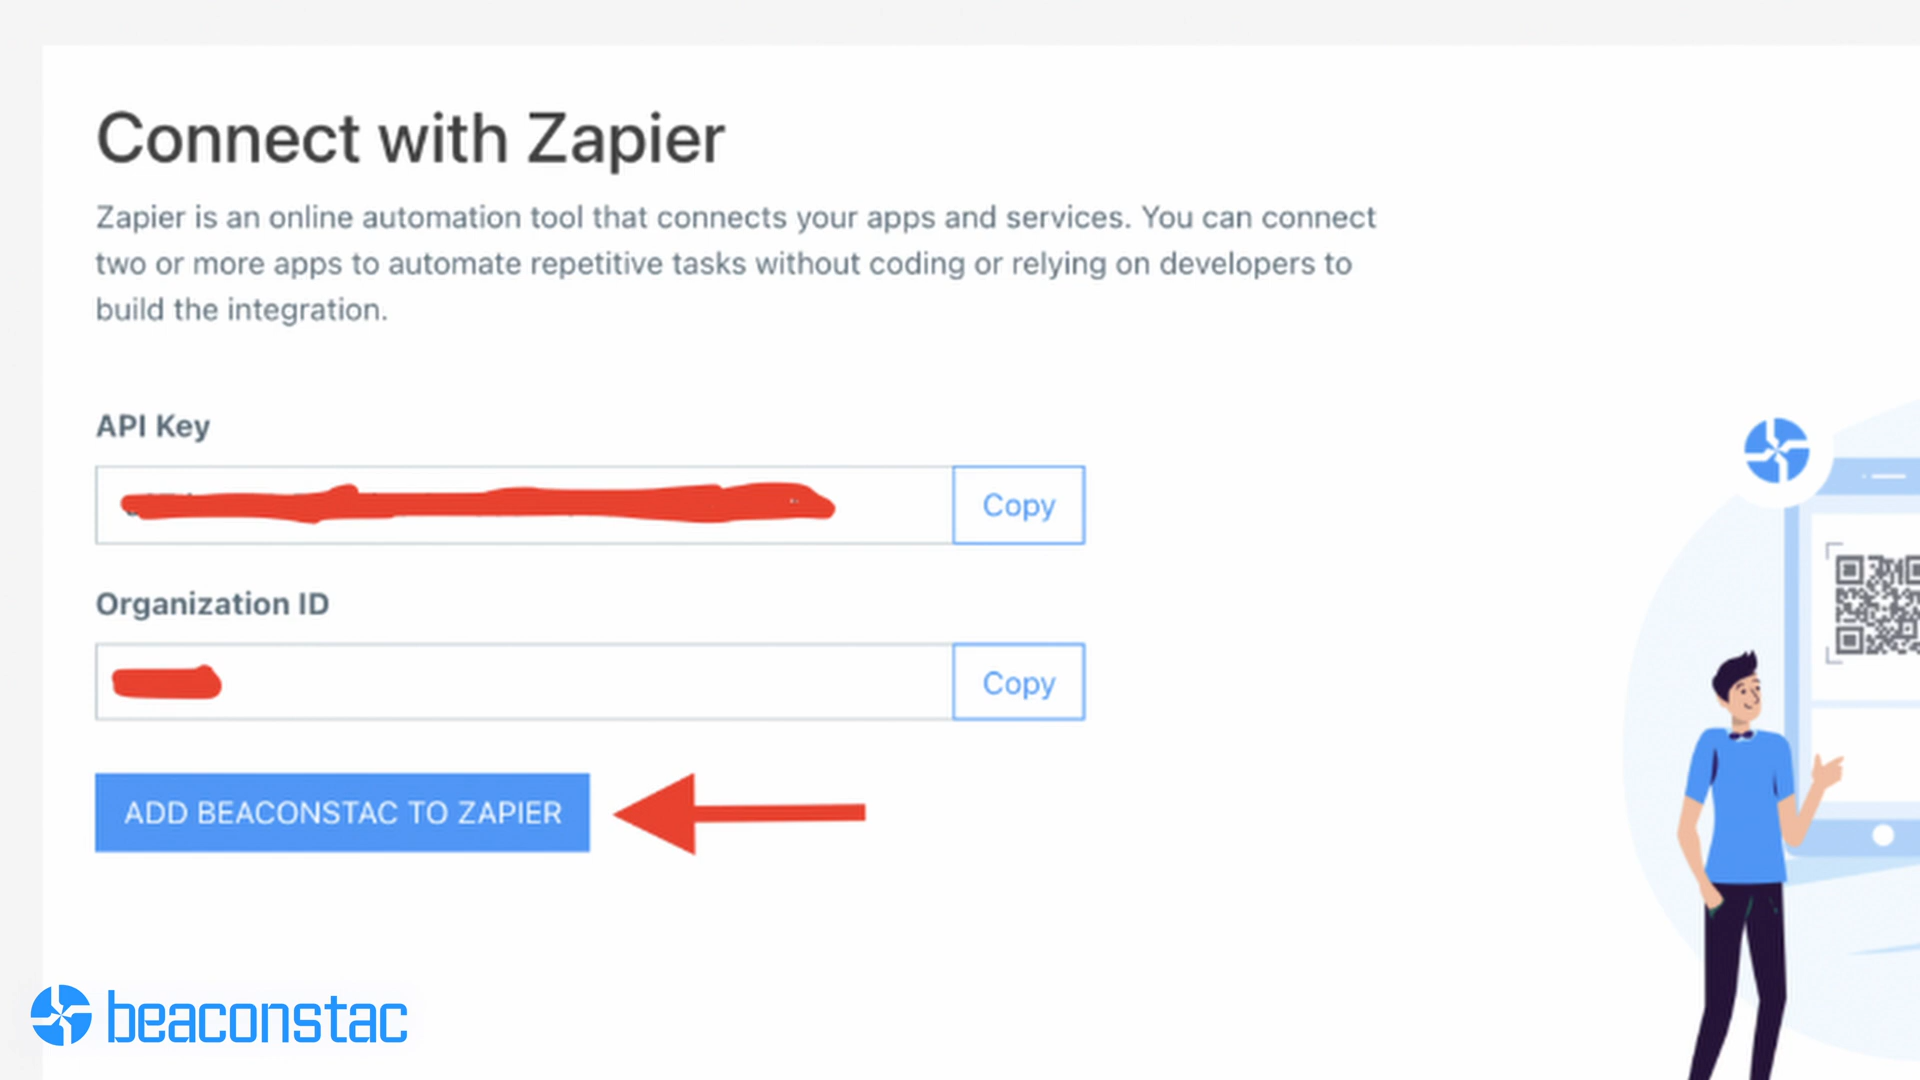 Connect with Zapier
Zapier is an online automation tool that connects your apps and services. You can connect
two or more apps to automate repetitive tasks without coding or relying on developers to
build the integration.
API Key
Copy
Organization ID
Copy
ADD BEACONSTAC TO ZAPIER
beaconstac